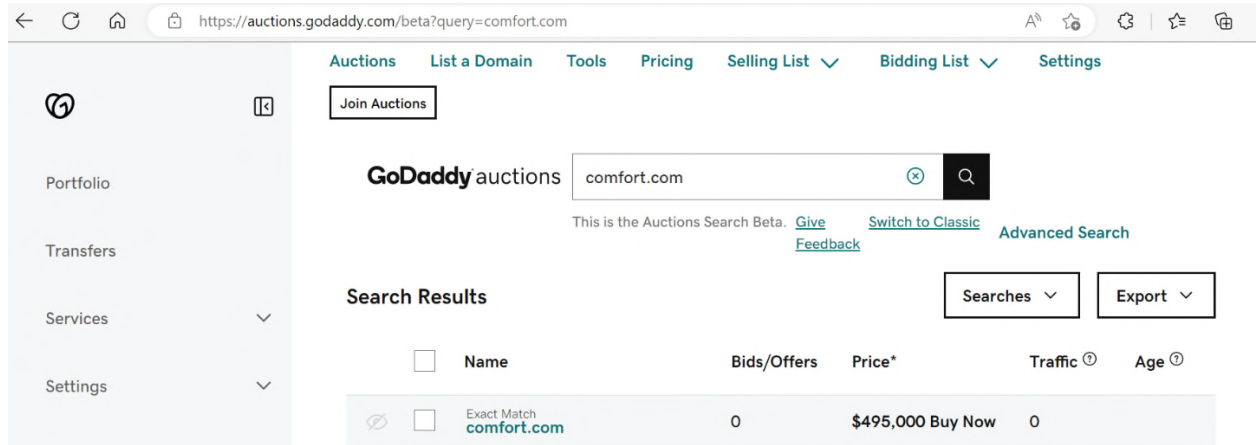 https://auctions.godaddy.com/beta?query=comfort.com
Auctions List a Domain Tools Pricing Selling List Bidding List Settings
Join Auctions
Portfolio
Transfers
Services
Settings
GoDaddy auctions comfort.com
This is the Auctions Search Beta. Give Feedback Switch to Classic Advanced Search
Search Results Searches Export
Name Bids/Offers Price* Traffic ? Age ?
Exact Match
comfort.com 0 $495,000 Buy Now 0